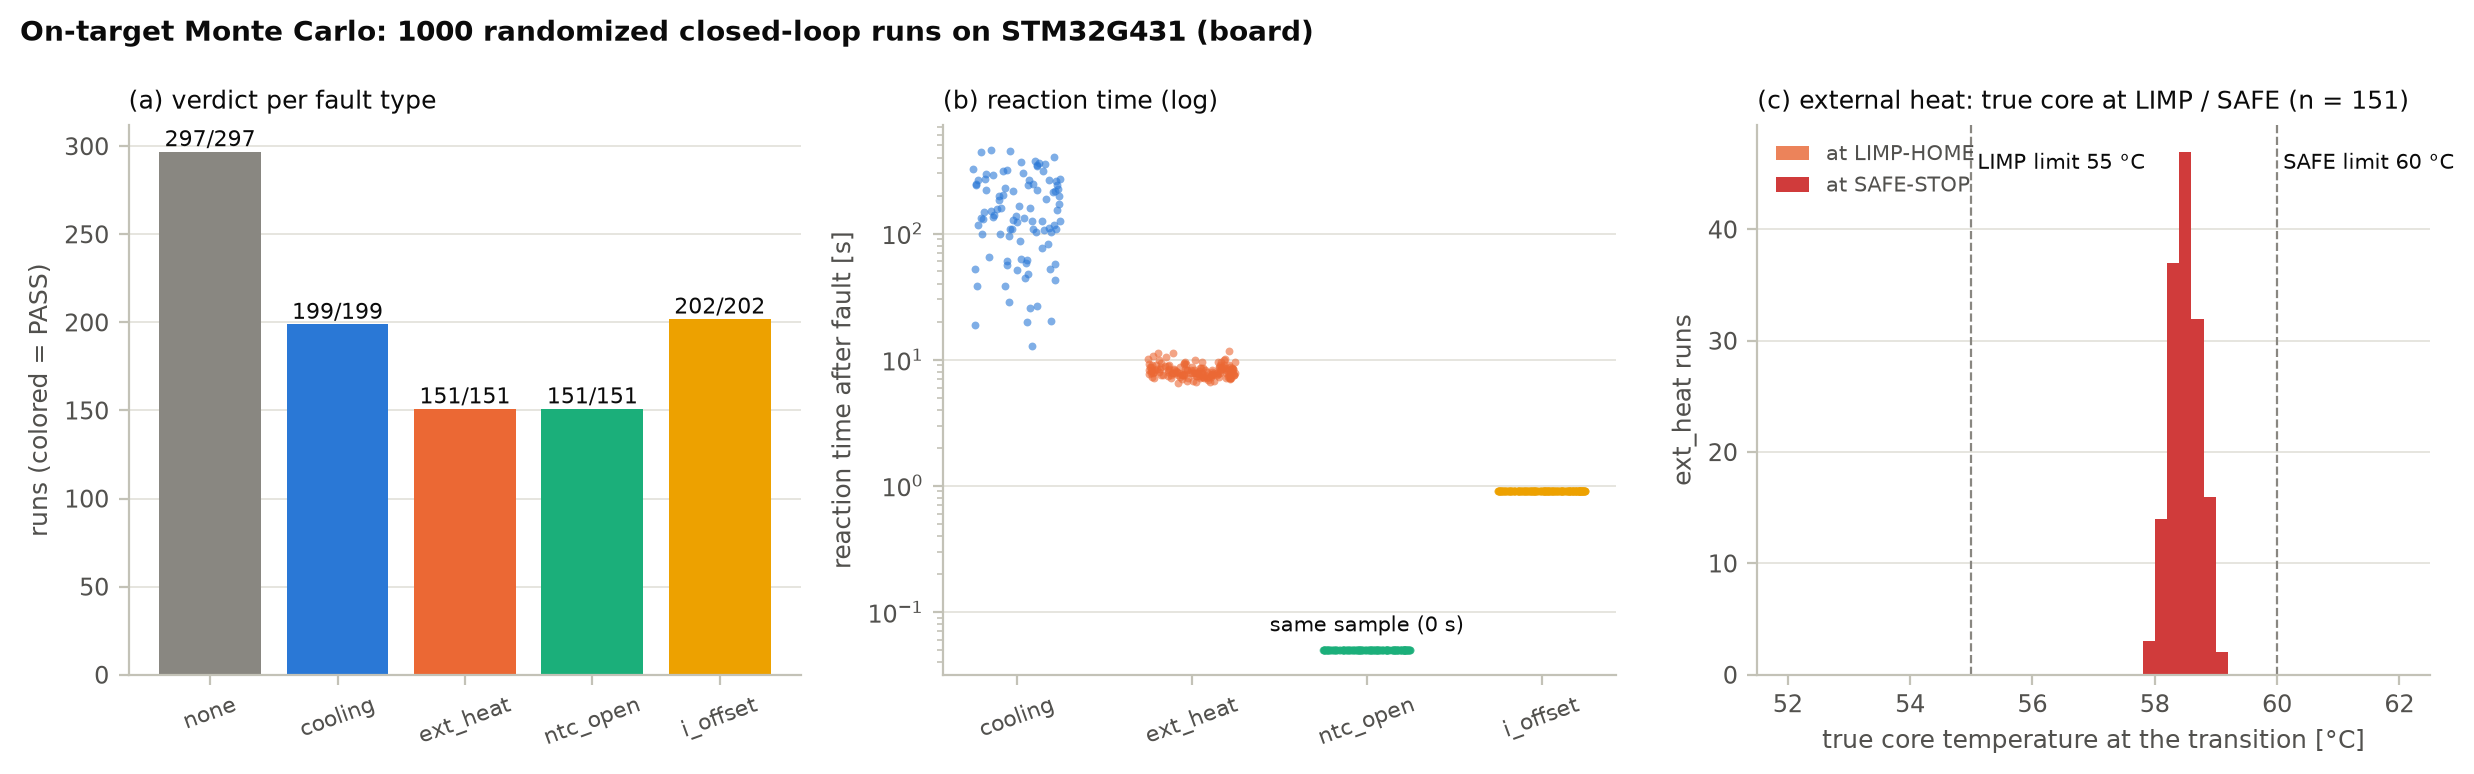 On-target Monte Carlo: 1000 randomized closed-loop runs on STM32G431 (board)
(a) verdict per fault type
runs (colored = PASS)
300
250
200
150
100
50
0
297/297
199/199
151/151
151/151
202/202
none
cooling
ext_heat
ntc_open
i_offset
(b) reaction time (log)
reaction time after fault [s]
10²
10¹
10⁰
10⁻¹
same sample (0 s)
cooling
ext_heat
ntc_open
i_offset
(c) external heat: true core at LIMP / SAFE (n = 151)
at LIMP-HOME
at SAFE-STOP
LIMP limit 55 °C
SAFE limit 60 °C
ext_heat runs
40
30
20
10
0
52
54
56
58
60
62
true core temperature at the transition [°C]